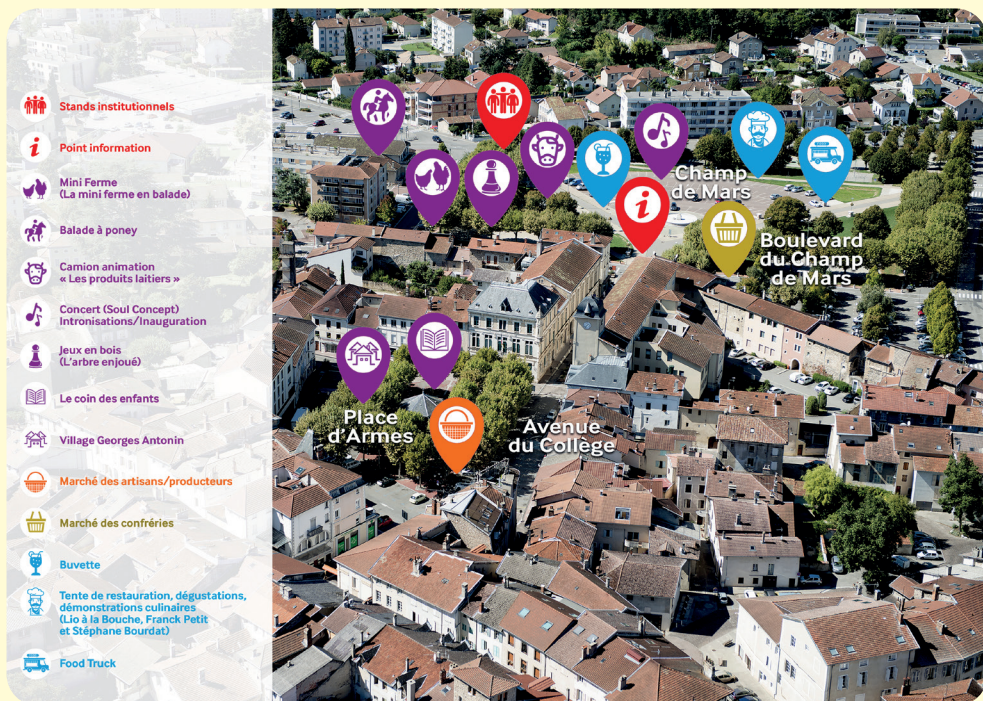 Stands institutionnels
Point information
Mini Ferme
(La mini ferme en balade)
Balade à poney
Camion animation
« Les produits laitiers »
Concert (Soul Concept)
Intronisations/Inauguration
Jeux en bois
(L'arbre enjoué)
Le coin des enfants
Village Georges Antonin
Marché des artisans/producteurs
Marché des confréries
Buvette
Tente de restauration, dégustations,
démonstrations culinaires
(Lio à la Bouche, Franck Petit
et Stéphane Bourdat)
Food Truck
Champ
de Mars
Boulevard
du Champ
de Mars
Place
d'Armes
Avenue
du Collège